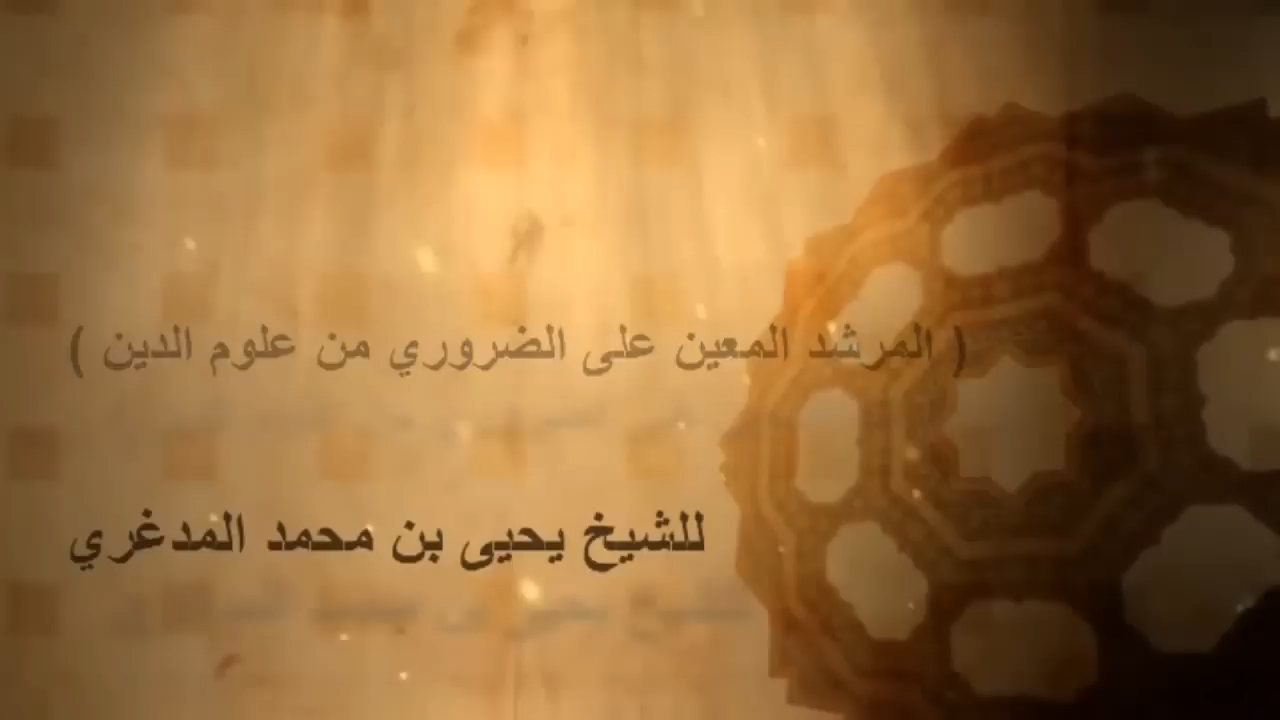 ( المرشد المعين على الضروري من علوم الدين )
للشيخ يحيى بن محمد المدغري